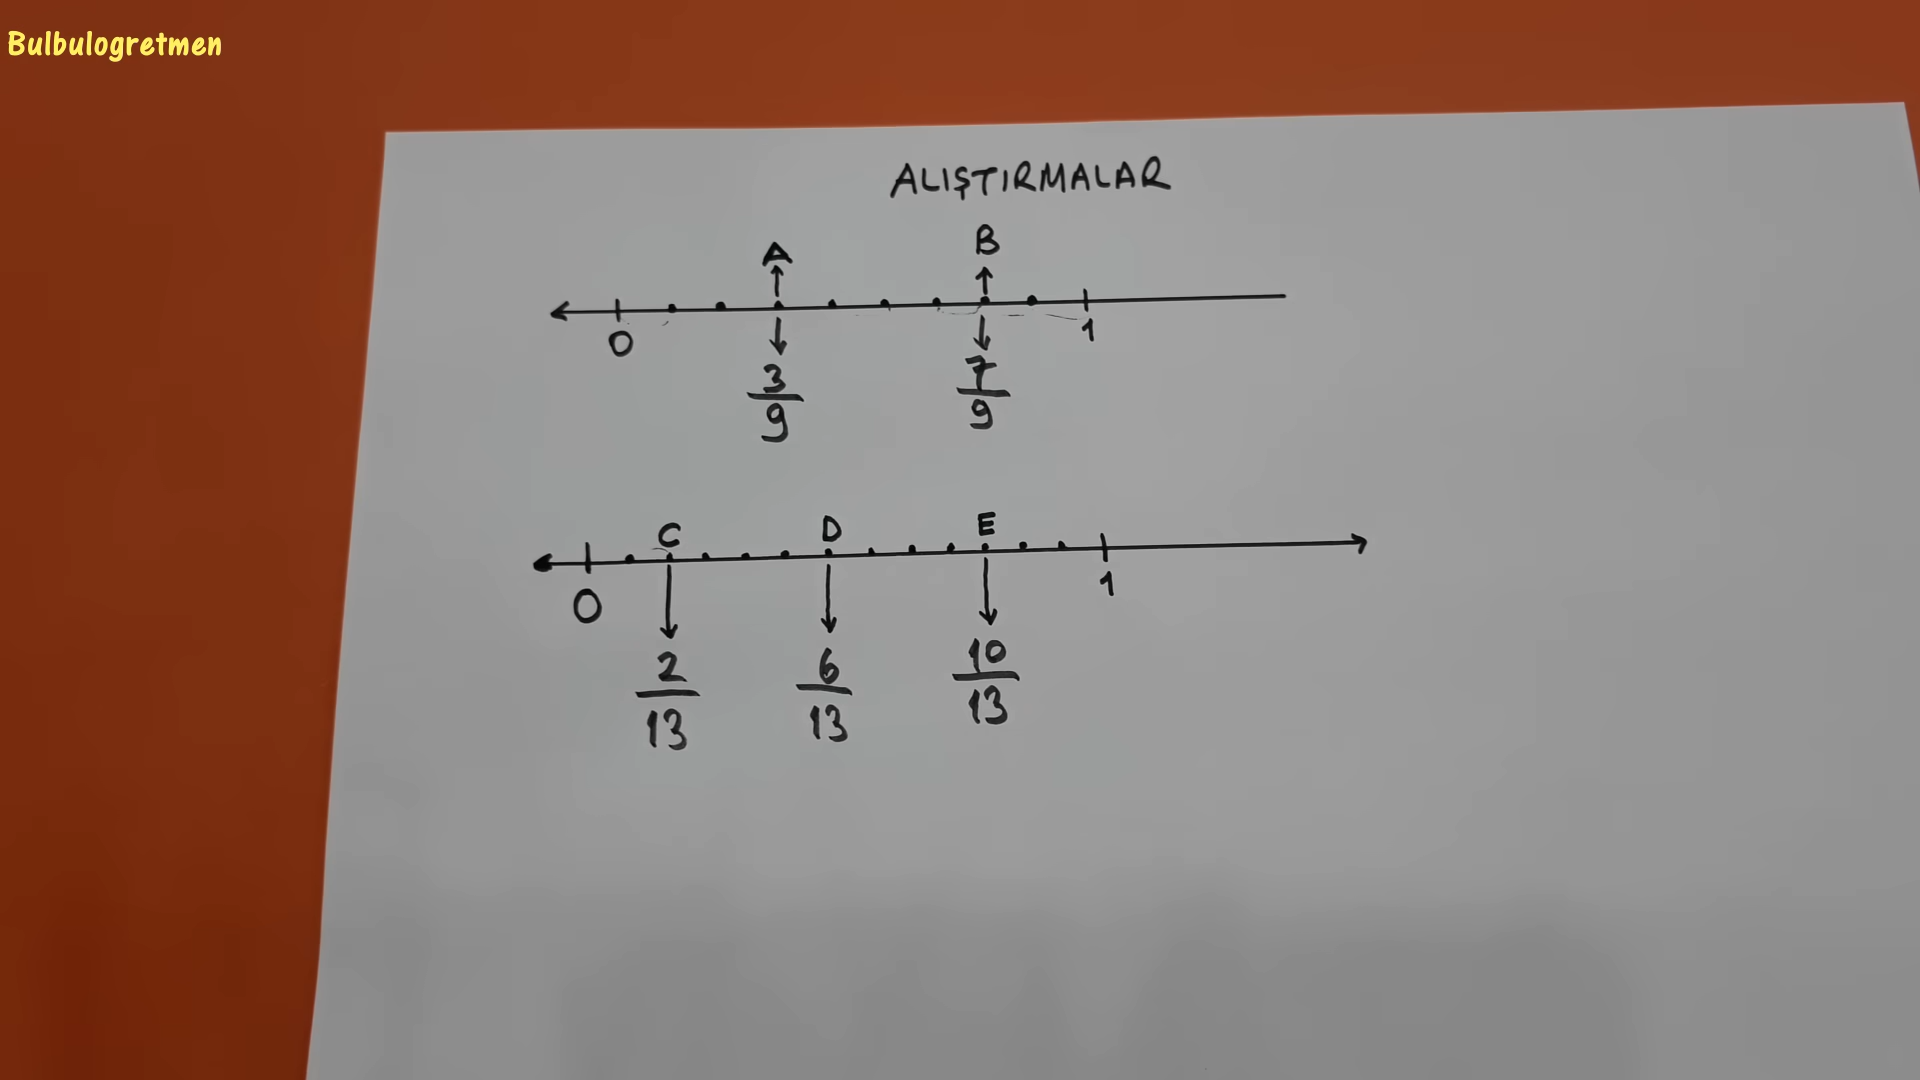 Bulbulogretmen
ALIŞTIRMALAR
A B
0 1
3/9 7/9
C D E
0 1
2/13 6/13 10/13